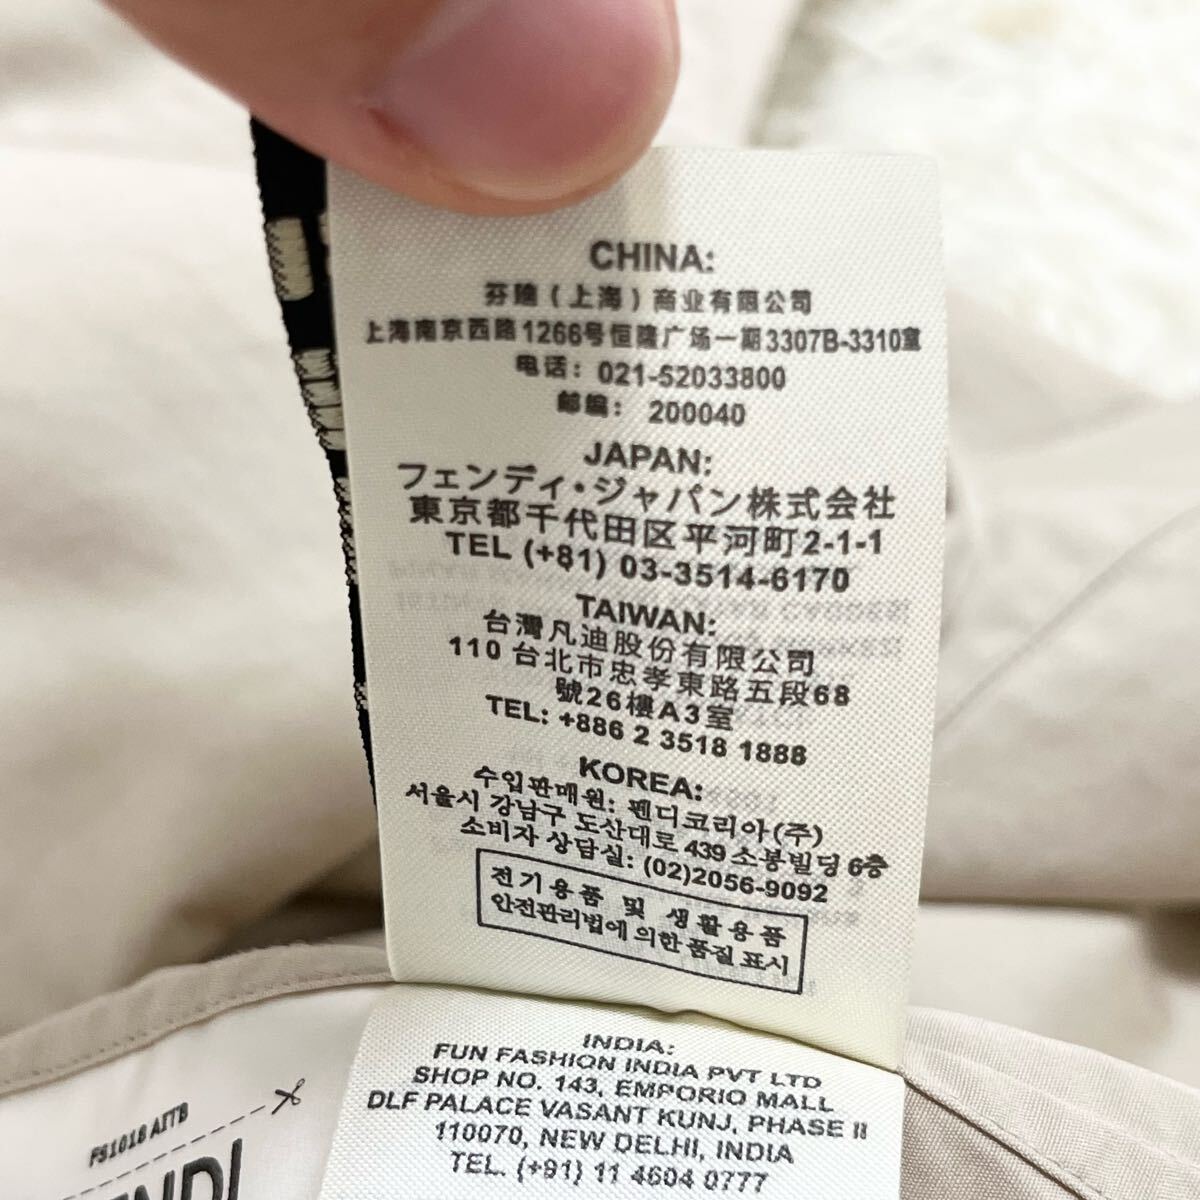 CHINA:
芬隆（上海）商业有限公司
上海南京西路1266号恒隆广场一期3307B-3310室
电话： 021-52033800
邮编： 200040
JAPAN:
フェンディ・ジャパン株式会社
東京都千代田区平河町2-1-1
TEL (+81) 03-3514-6170
TAIWAN:
台灣凡迪股份有限公司
110 台北市忠孝東路五段68
號26樓A3室
TEL: +886 2 3518 1888
KOREA:
수입판매원: 펜디코리아(주)
서울시 강남구 도산대로 439 소봉빌딩 6층
소비자 상담실: (02)2056-9092
전기용품 및 생활용품
안전관리법에 의한 품질 표시
INDIA:
FUN FASHION INDIA PVT LTD
SHOP NO. 143, EMPORIO MALL
DLF PALACE VASANT KUNJ, PHASE II
110070, NEW DELHI, INDIA
TEL. (+91) 11 4604 0777
FS1018 AITB
ENDI